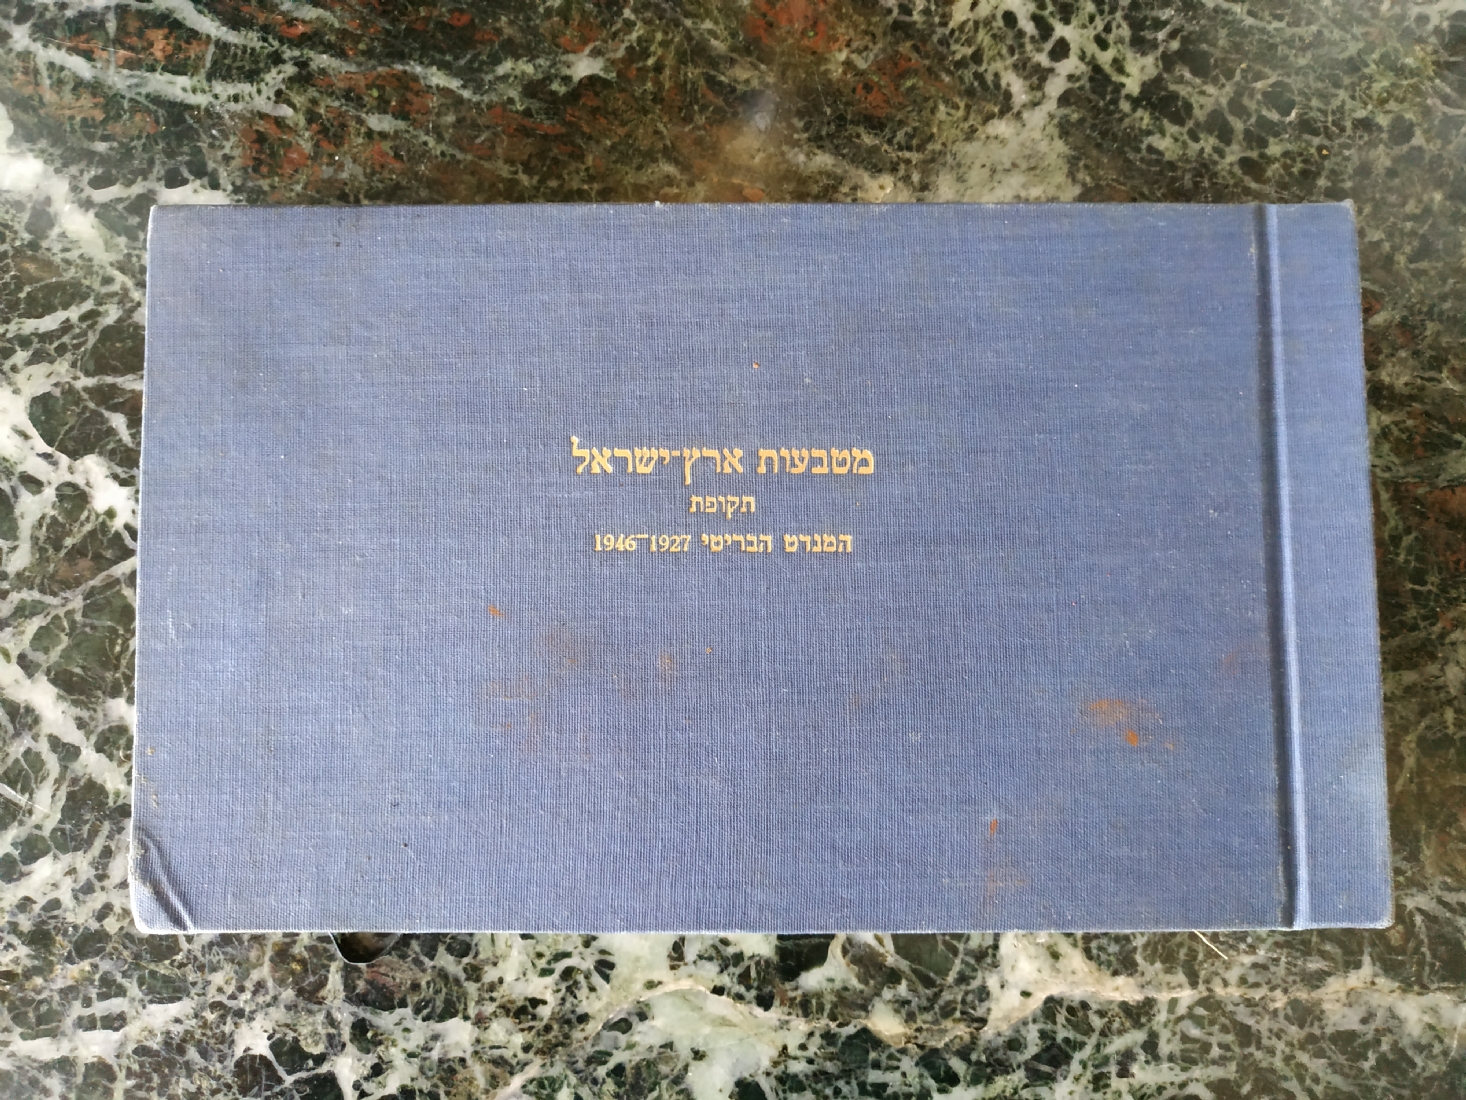 מטבעות ארץ־ישראל
תקופת
המנדט הבריטי 1927–1946